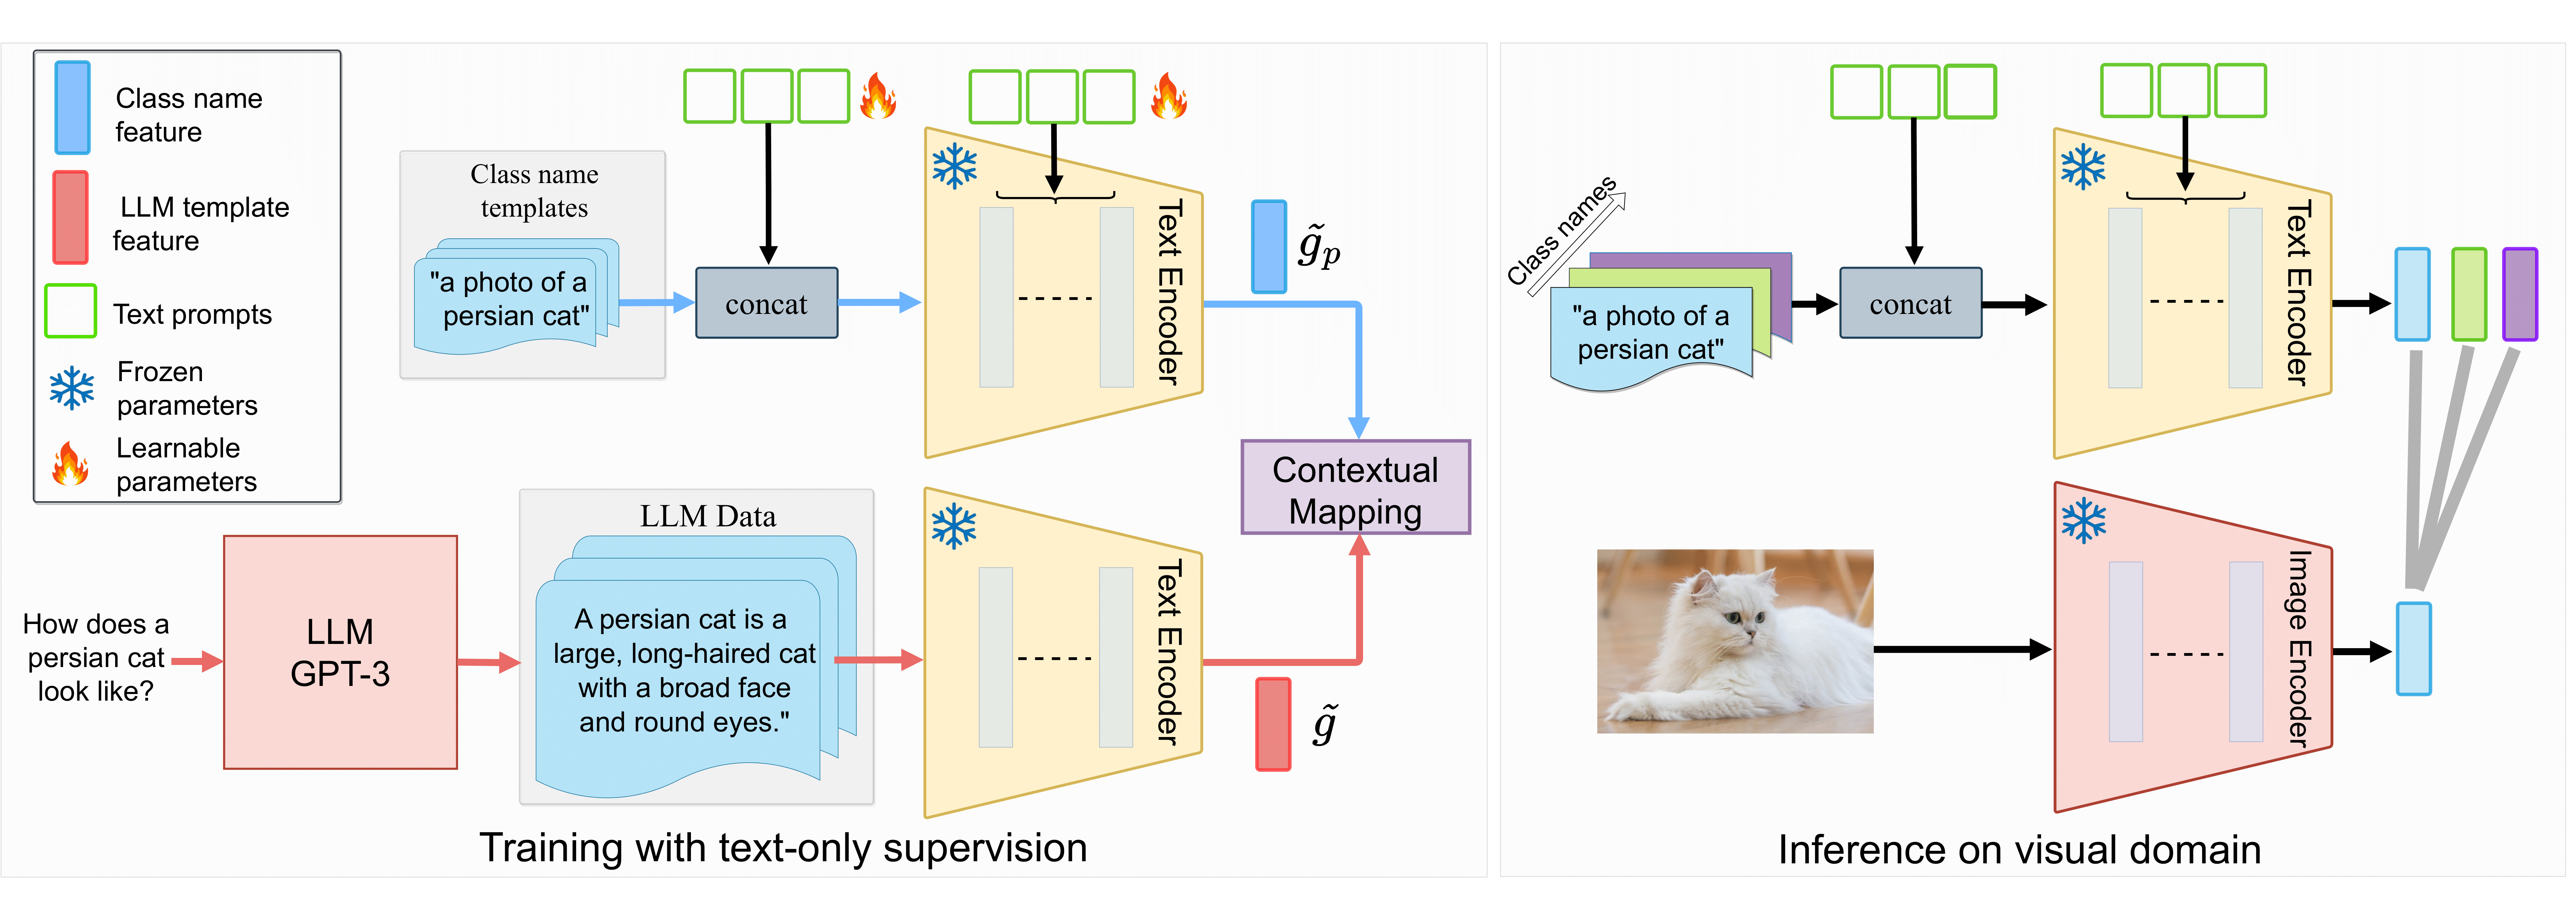 Class name
feature
LLM template
feature
Text prompts
Frozen
parameters
Learnable
parameters
Class name
templates
"a photo of a
persian cat"
concat
Text Encoder
g̃ₚ
Contextual
Mapping
How does a
persian cat
look like?
LLM
GPT-3
LLM Data
A persian cat is a
large, long-haired cat
with a broad face
and round eyes."
Text Encoder
g̃
Training with text-only supervision
Class names
"a photo of a
persian cat"
concat
Text Encoder
Image Encoder
Inference on visual domain